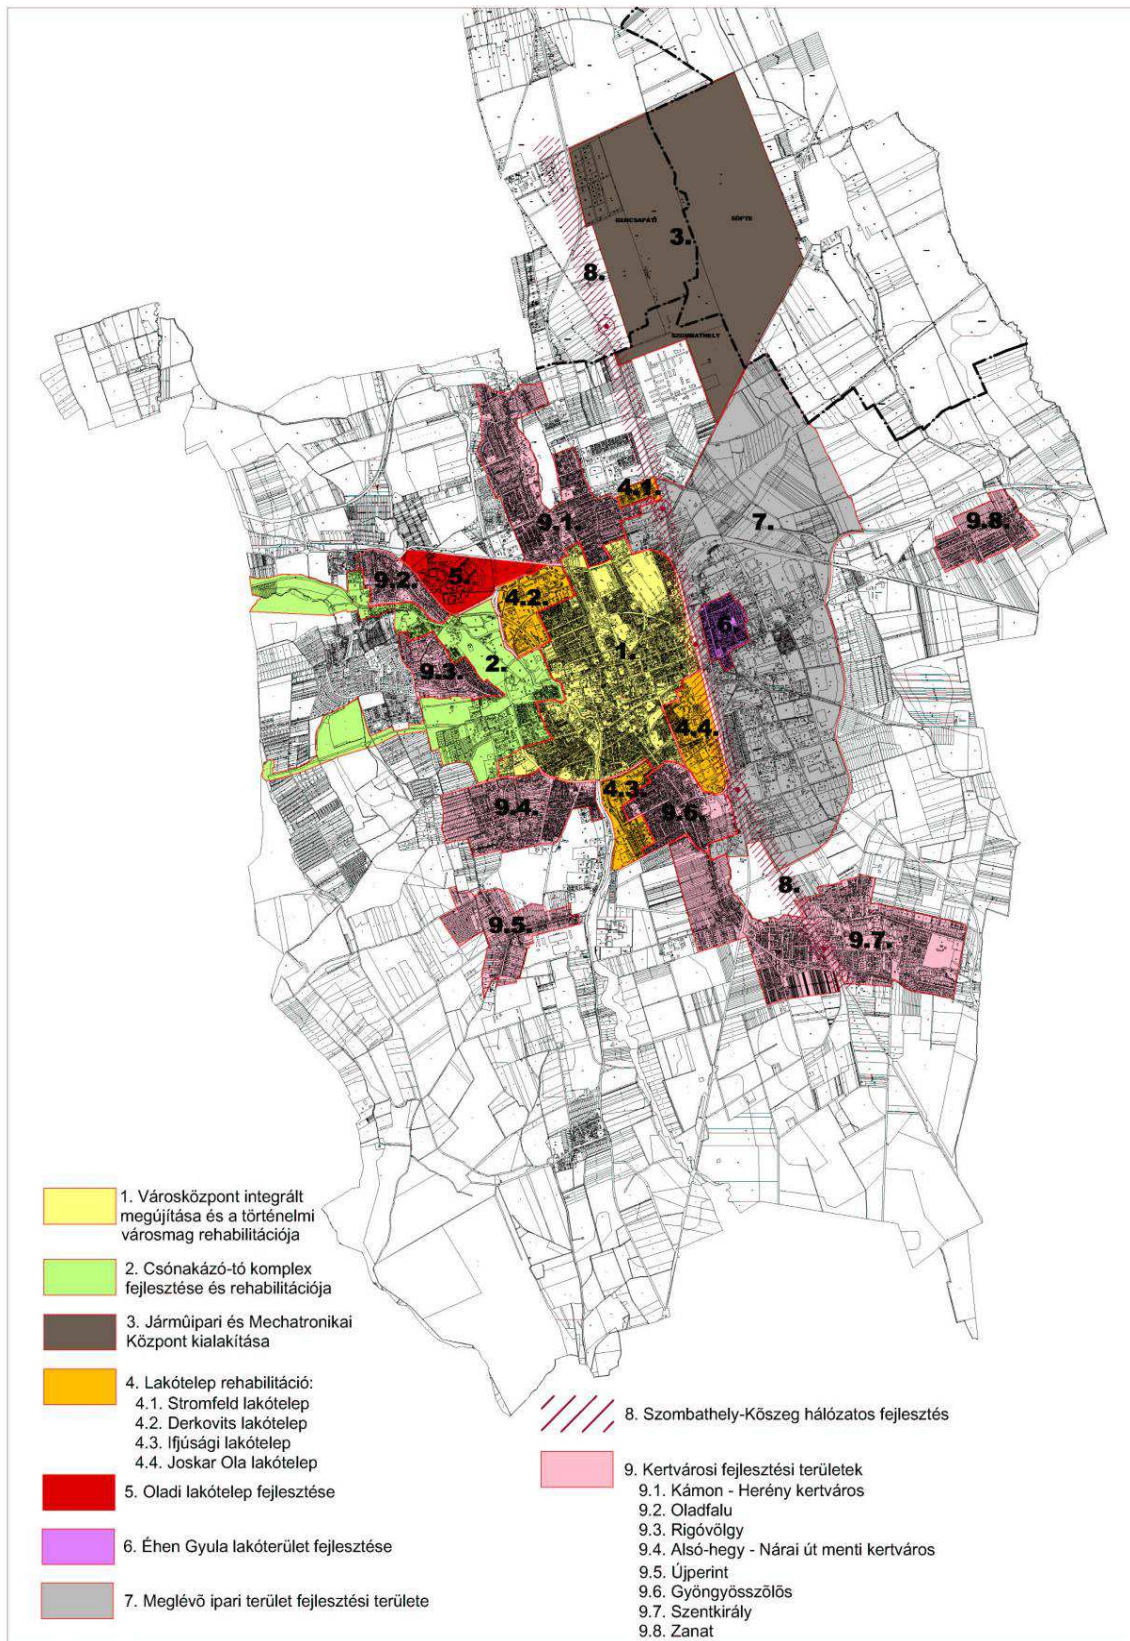 GENCSAPÁTI
SÖPTE
3.
8.
SZOMBATHELY
4.1.
9.1.
7.
9.8.
9.2.
5.
4.2.
6.
1.
2.
9.3.
4.4.
4.3.
9.4.
9.6.
8.
9.5.
9.7.
1. Városközpont integrált
megújítása és a történelmi
városmag rehabilitációja
2. Csónakázó-tó komplex
fejlesztése és rehabilitációja
3. Jármûipari és Mechatronikai
Központ kialakítása
4. Lakótelep rehabilitáció:
4.1. Stromfeld lakótelep
4.2. Derkovits lakótelep
4.3. Ifjúsági lakótelep
4.4. Joskar Ola lakótelep
5. Oladi lakótelep fejlesztése
6. Éhen Gyula lakóterület fejlesztése
7. Meglévõ ipari terület fejlesztési területe
8. Szombathely-Kõszeg hálózatos fejlesztés
9. Kertvárosi fejlesztési területek
9.1. Kámon - Herény kertváros
9.2. Oladfalu
9.3. Rigóvölgy
9.4. Alsó-hegy - Nárai út menti kertváros
9.5. Újperint
9.6. Gyöngyösszõlõs
9.7. Szentkirály
9.8. Zanat